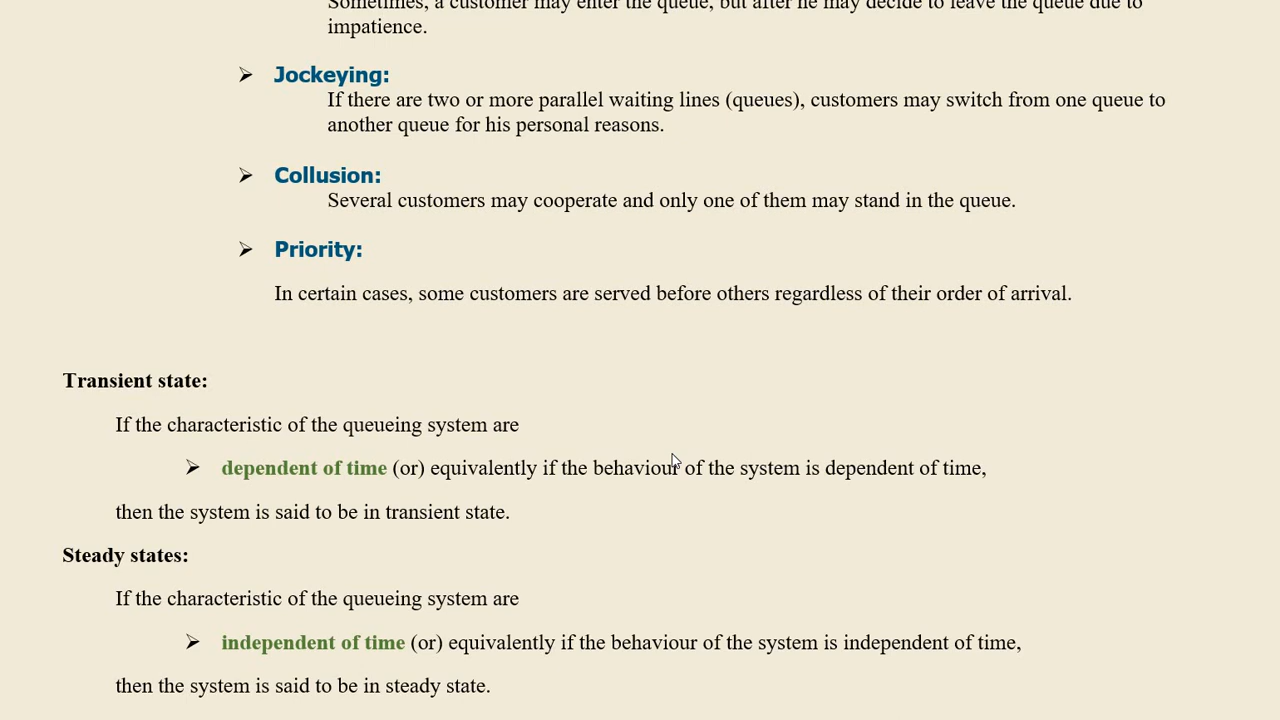 Sometimes, a customer may enter the queue, but after he may decide to leave the queue due to
impatience.
➢ Jockeying:
If there are two or more parallel waiting lines (queues), customers may switch from one queue to
another queue for his personal reasons.
➢ Collusion:
Several customers may cooperate and only one of them may stand in the queue.
➢ Priority:
In certain cases, some customers are served before others regardless of their order of arrival.
Transient state:
If the characteristic of the queueing system are
➢ dependent of time (or) equivalently if the behaviour of the system is dependent of time,
then the system is said to be in transient state.
Steady states:
If the characteristic of the queueing system are
➢ independent of time (or) equivalently if the behaviour of the system is independent of time,
then the system is said to be in steady state.